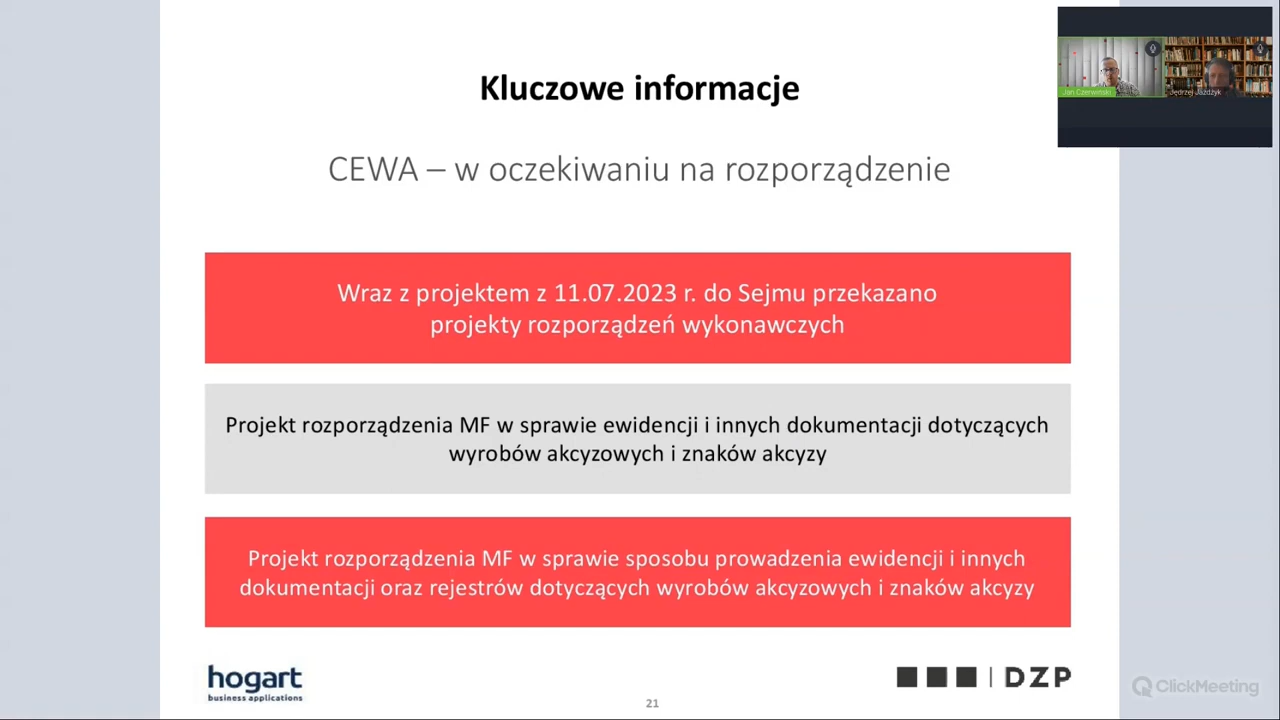 Kluczowe informacje
Jan Czerwiński
Jędrzej Jażdżyk
CEWA – w oczekiwaniu na rozporządzenie
Wraz z projektem z 11.07.2023 r. do Sejmu przekazano
projekty rozporządzeń wykonawczych
Projekt rozporządzenia MF w sprawie ewidencji i innych dokumentacji dotyczących
wyrobów akcyzowych i znaków akcyzy
Projekt rozporządzenia MF w sprawie sposobu prowadzenia ewidencji i innych
dokumentacji oraz rejestrów dotyczących wyrobów akcyzowych i znaków akcyzy
hogart
business applications
21
DZP
ClickMeeting